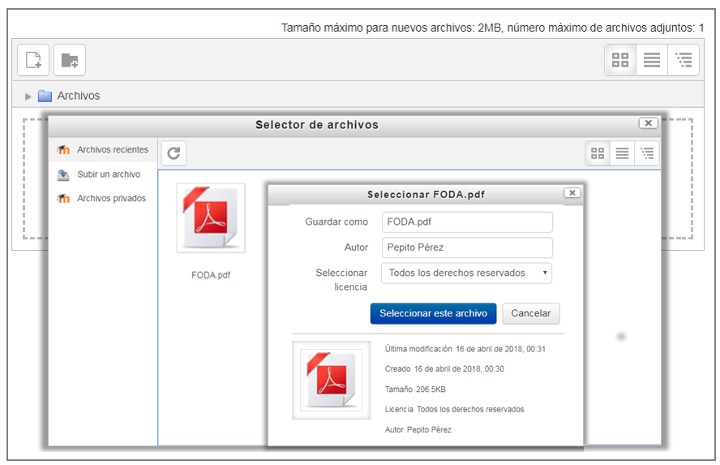 Tamaño máximo para nuevos archivos: 2MB, número máximo de archivos adjuntos: 1
Archivos
Selector de archivos
Archivos recientes
Subir un archivo
Archivos privados
FODA.pdf
Seleccionar FODA.pdf
Guardar como FODA.pdf
Autor Pepito Pérez
Seleccionar licencia Todos los derechos reservados
Seleccionar este archivo Cancelar
Última modificación 16 de abril de 2018, 00:31
Creado 16 de abril de 2018, 00:30
Tamaño 206.5KB
Licencia Todos los derechos reservados
Autor Pepito Pérez